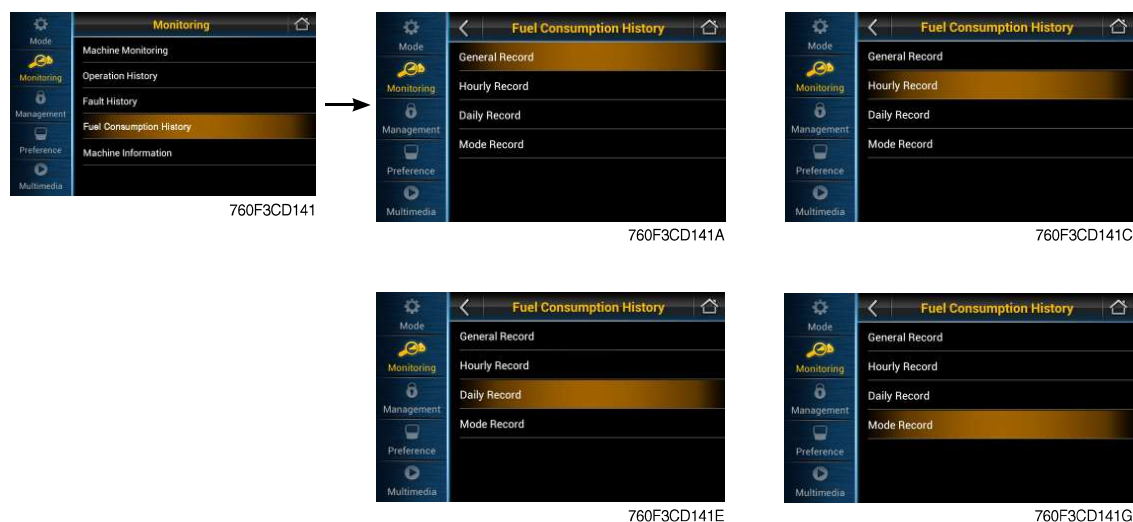 Mode
Monitoring
Management
Preference
Multimedia
Monitoring
Machine Monitoring
Operation History
Fault History
Fuel Consumption History
Machine Information
760F3CD141
Mode
Monitoring
Management
Preference
Multimedia
Fuel Consumption History
General Record
Hourly Record
Daily Record
Mode Record
760F3CD141A
Mode
Monitoring
Management
Preference
Multimedia
Fuel Consumption History
General Record
Hourly Record
Daily Record
Mode Record
760F3CD141C
Mode
Monitoring
Management
Preference
Multimedia
Fuel Consumption History
General Record
Hourly Record
Daily Record
Mode Record
760F3CD141E
Mode
Monitoring
Management
Preference
Multimedia
Fuel Consumption History
General Record
Hourly Record
Daily Record
Mode Record
760F3CD141G